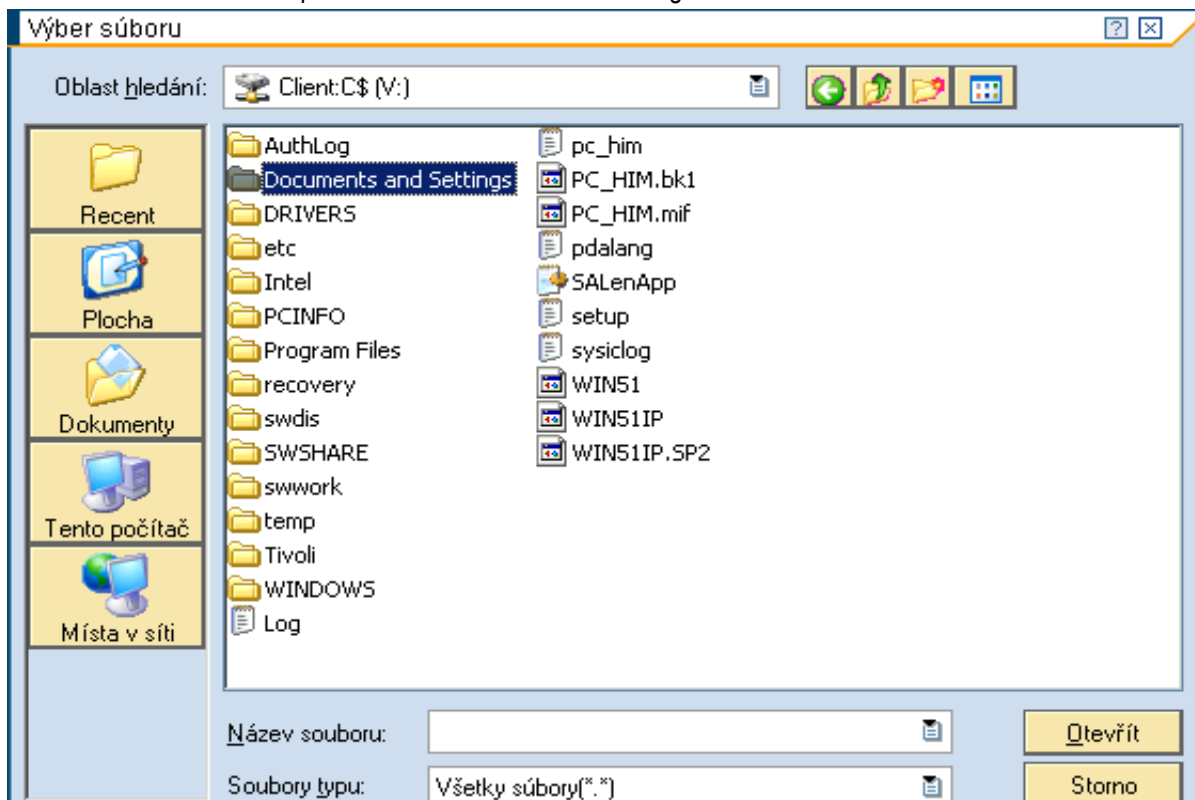 Výber súboru
Oblast hledání:
Client:C$ (V:)
Recent
Plocha
Dokumenty
Tento počítač
Místa v síti
AuthLog
Documents and Settings
DRIVERS
etc
Intel
PCINFO
Program Files
recovery
swdis
SWSHARE
swwork
temp
Tivoli
WINDOWS
Log
pc_him
PC_HIM.bk1
PC_HIM.mif
pdalang
SALenApp
setup
sysiclog
WIN51
WIN51IP
WIN51IP.SP2
Název souboru:
Otevřít
Soubory typu:
Všetky súbory(*.*)
Storno